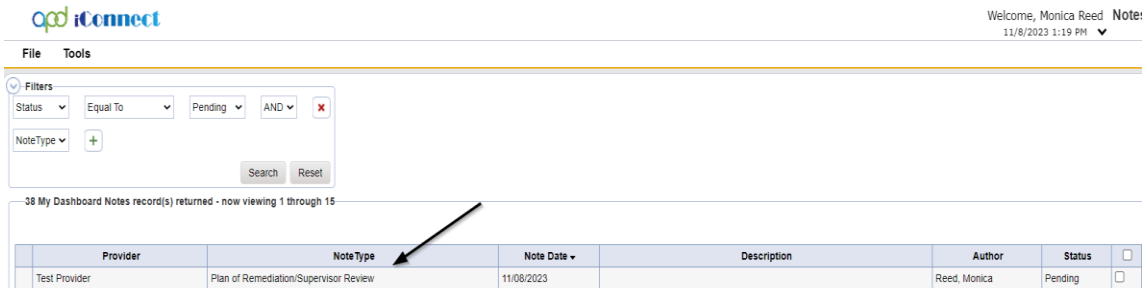 apd iConnect
Welcome, Monica Reed Notes
11/8/2023 1:19 PM
File Tools
Filters
Status Equal To Pending AND
NoteType
Search Reset
38 My Dashboard Notes record(s) returned - now viewing 1 through 15
Provider NoteType Note Date Description Author Status
Test Provider Plan of Remediation/Supervisor Review 11/08/2023 Reed, Monica Pending